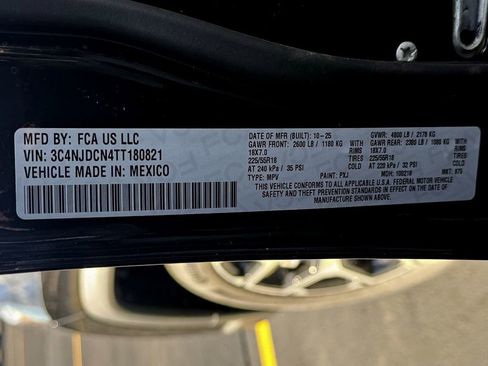 MFD BY: FCA US LLC
VIN: 3C4NJDCN4TT180821
VEHICLE MADE IN: MEXICO
DATE OF MFR (BUILT): 10-25 GVWR: 4800 LB / 2178 KG
GAWR FRONT: 2600 LB / 1180 KG WITH GAWR REAR: 2380 LB / 1080 KG WITH
18X7.0 TIRES 18X7.0 TIRES
225/55R18 RIMS 225/55R18 RIMS
AT 240 kPa / 35 PSI COLD AT 220 kPa / 32 PSI COLD
TYPE: MPV PAINT: PXJ MDH: 100218 MKT: 675
THIS VEHICLE CONFORMS TO ALL APPLICABLE U.S.A. FEDERAL MOTOR VEHICLE
SAFETY AND THEFT PREVENTION STANDARDS IN EFFECT ON THE DATE OF
MANUFACTURE SHOWN ABOVE.